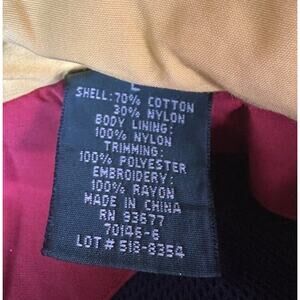 L
SHELL: 70% COTTON
30% NYLON
BODY LINING:
100% NYLON
TRIMMING:
100% POLYESTER
EMBROIDERY:
100% RAYON
MADE IN CHINA
RN 93677
70146-6
LOT # 518-8354